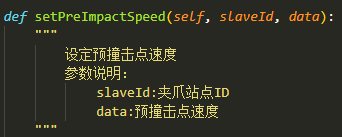 def setPreImpactSpeed(self, slaveId, data):
"""
设定预撞击点速度
参数说明：
slaveId:夹爪站点ID
data:预撞击点速度
"""